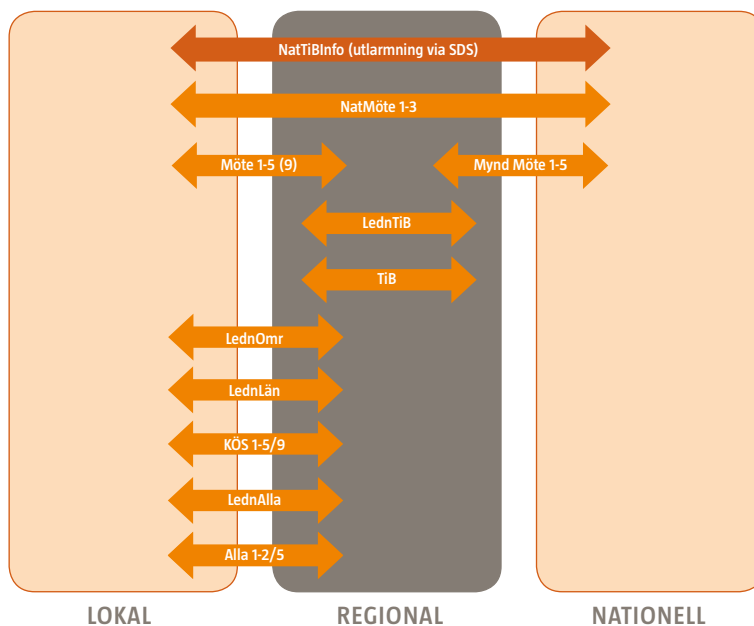 NatTiBInfo (utlarmning via SDS)
NatMöte 1-3
Möte 1-5 (9)
Mynd Möte 1-5
LednTiB
TiB
LednOmr
LednLän
KÖS 1-5/9
LednAlla
Alla 1-2/5
LOKAL
REGIONAL
NATIONELL